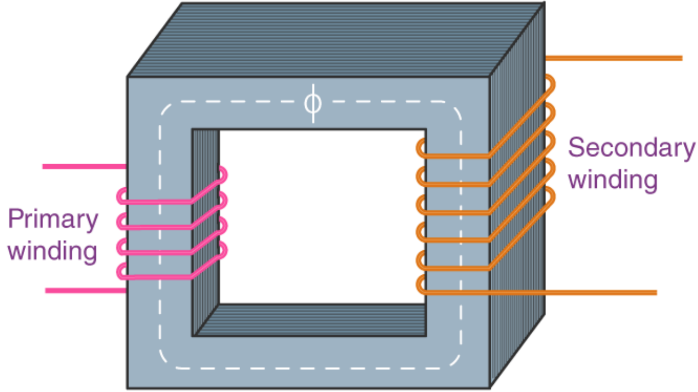 ϕ
Secondary
winding
Primary
winding